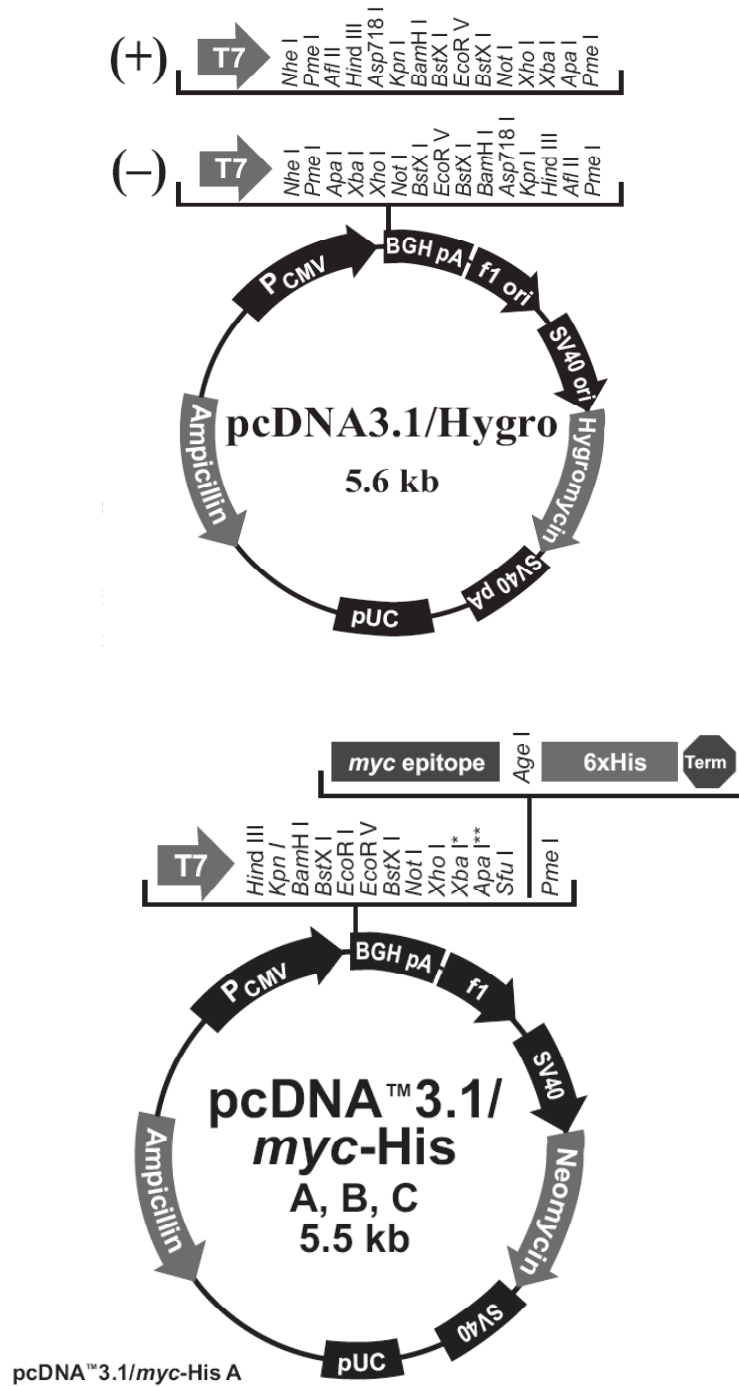 (+)
T7
Nhe I
Pme I
Afl II
Hind III
Asp718 I
Kpn I
BamH I
BstX I
EcoR V
BstX I
Not I
Xho I
Xba I
Apa I
Pme I
(–)
T7
Nhe I
Pme I
Apa I
Xba I
Xho I
Not I
BstX I
EcoR V
BstX I
BamH I
Asp718 I
Kpn I
Hind III
Afl II
Pme I
PCMV
BGH pA
f1 ori
SV40 ori
Hygromycin
SV40 pA
pUC
Ampicillin
pcDNA3.1/Hygro
5.6 kb
myc epitope
Age I
6xHis
Term
T7
Hind III
Kpn I
BamH I
BstX I
EcoR I
EcoR V
BstX I
Not I
Xho I
Xba I*
Apa I**
Sfu I
Pme I
PCMV
BGH pA
f1
SV40
Neomycin
SV40
pUC
Ampicillin
pcDNA™3.1/
myc-His
A, B, C
5.5 kb
pcDNA™3.1/myc-His A